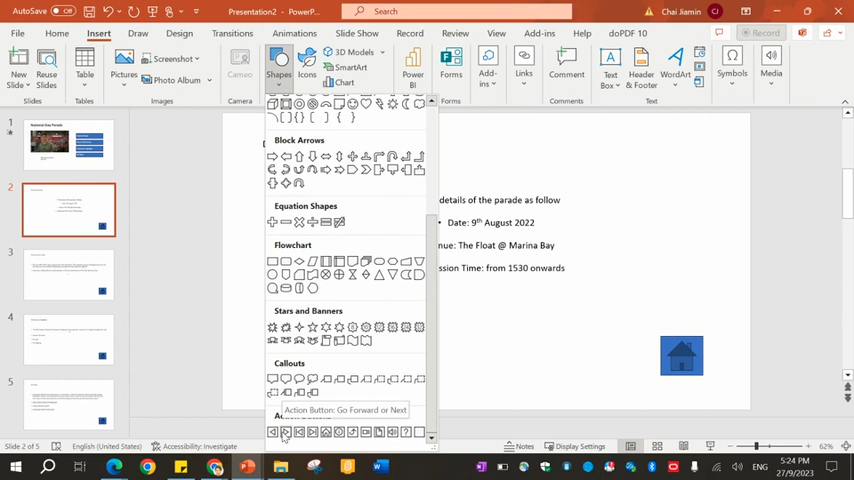 AutoSave Off Presentation2 - PowerP... Search Chai Jiamin CJ
File Home Insert Draw Design Transitions Animations Slide Show Record Review View Help doPDF 10 Record
New Slide Reuse Slides Table Pictures Screenshot Photo Album Cameo Shapes Icons 3D Models SmartArt Chart Power BI Forms Add-ins Links Comment Text Box Header & Footer WordArt Symbols Media
Slides Tables Images Camera Comments Text
Block Arrows
Equation Shapes
Flowchart
Stars and Banners
Callouts
Action Button: Go Forward or Next
1
National Day Parade
2
3
4
5
details of the parade as follow
• Date: 9th August 2022
nue: The Float @ Marina Bay
ssion Time: from 1530 onwards
Slide 2 of 5 English (United States) Accessibility: Investigate Notes Display Settings 62%
ENG 5:24 PM
27/9/2023